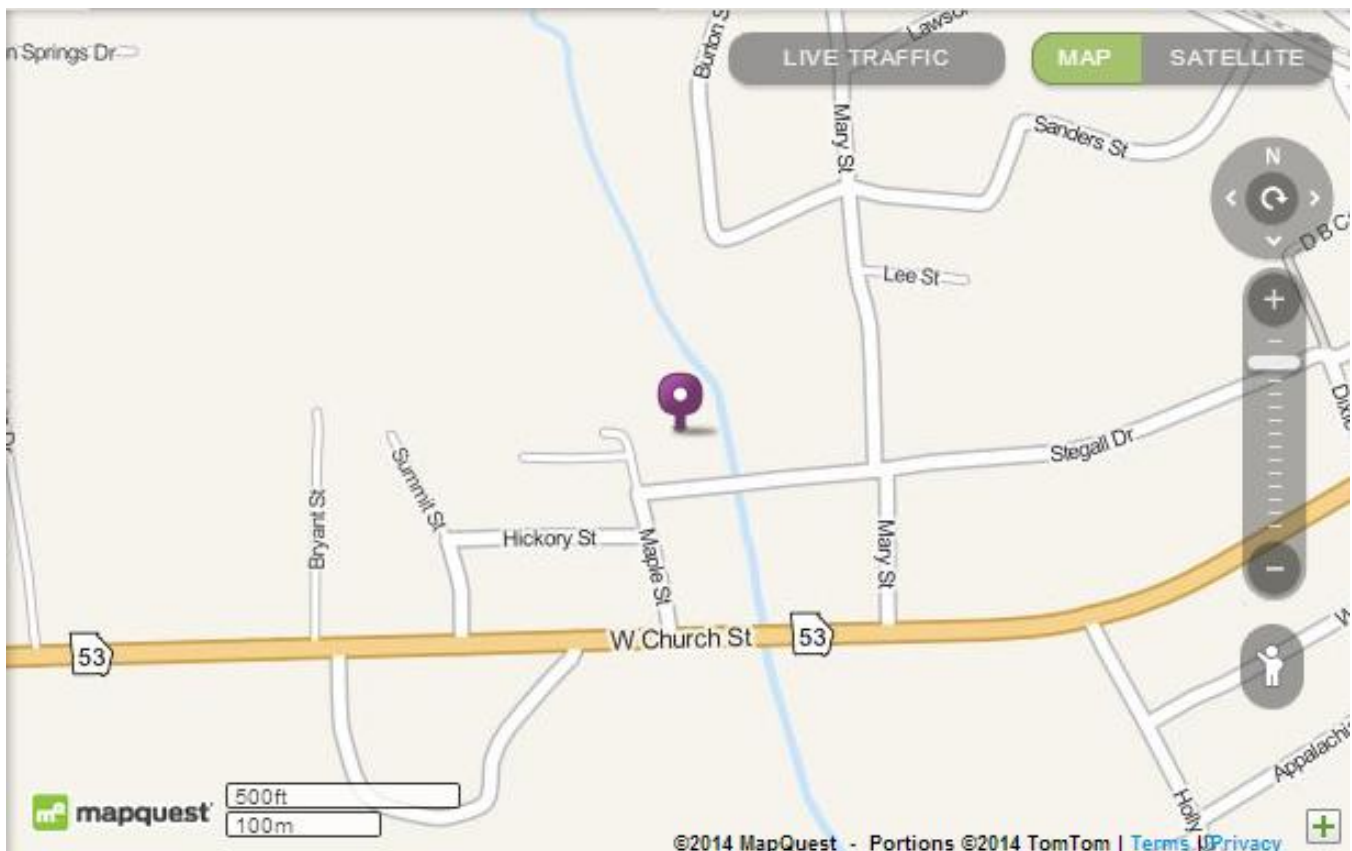 n Springs Dr
Burton S
Lawso
LIVE TRAFFIC
MAP
SATELLITE
Mary St
Sanders St
N
D B C
Lee St
Dixie
Stegall Dr
Summit St
Bryant St
Hickory St
Maple St
Mary St
W Church St
53
53
W
Appalachi
Holly
500ft
100m
mapquest
©2014 MapQuest - Portions ©2014 TomTom | Terms | Privacy